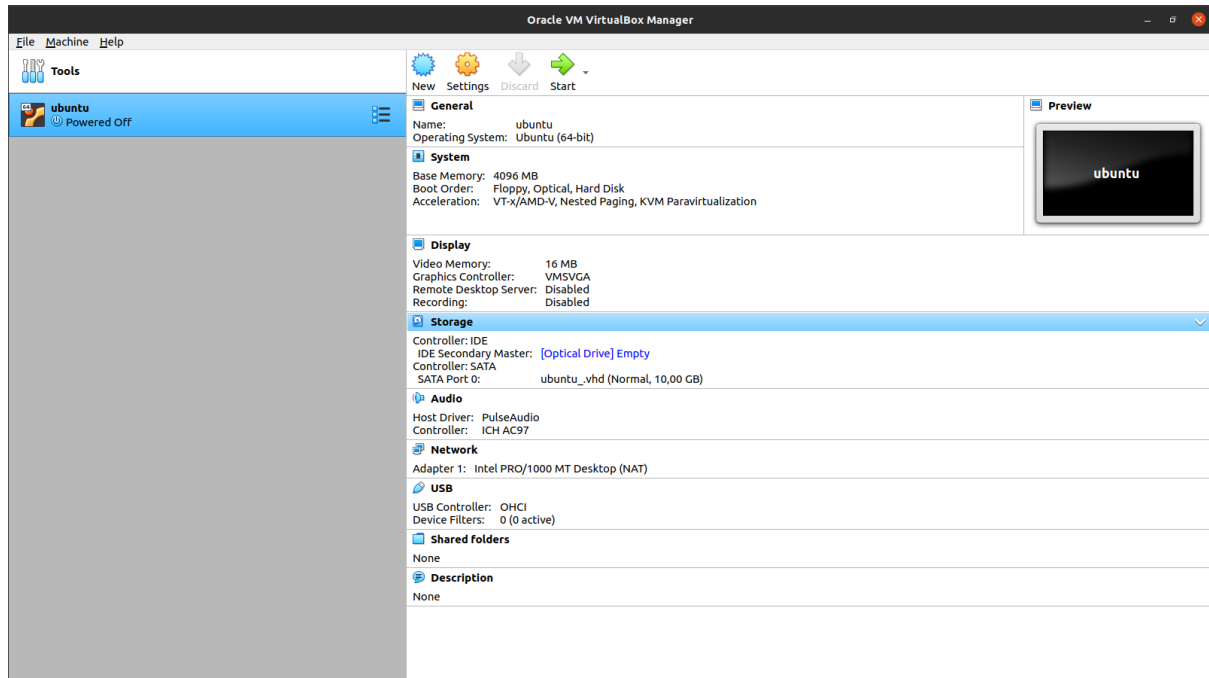 Oracle VM VirtualBox Manager
File Machine Help
Tools
New Settings Discard Start
64
ubuntu
Powered Off
General
Name: ubuntu
Operating System: Ubuntu (64-bit)
Preview
ubuntu
System
Base Memory: 4096 MB
Boot Order: Floppy, Optical, Hard Disk
Acceleration: VT-x/AMD-V, Nested Paging, KVM Paravirtualization
Display
Video Memory: 16 MB
Graphics Controller: VMSVGA
Remote Desktop Server: Disabled
Recording: Disabled
Storage
Controller: IDE
IDE Secondary Master: [Optical Drive] Empty
Controller: SATA
SATA Port 0: ubuntu_.vhd (Normal, 10,00 GB)
Audio
Host Driver: PulseAudio
Controller: ICH AC97
Network
Adapter 1: Intel PRO/1000 MT Desktop (NAT)
USB
USB Controller: OHCI
Device Filters: 0 (0 active)
Shared folders
None
Description
None